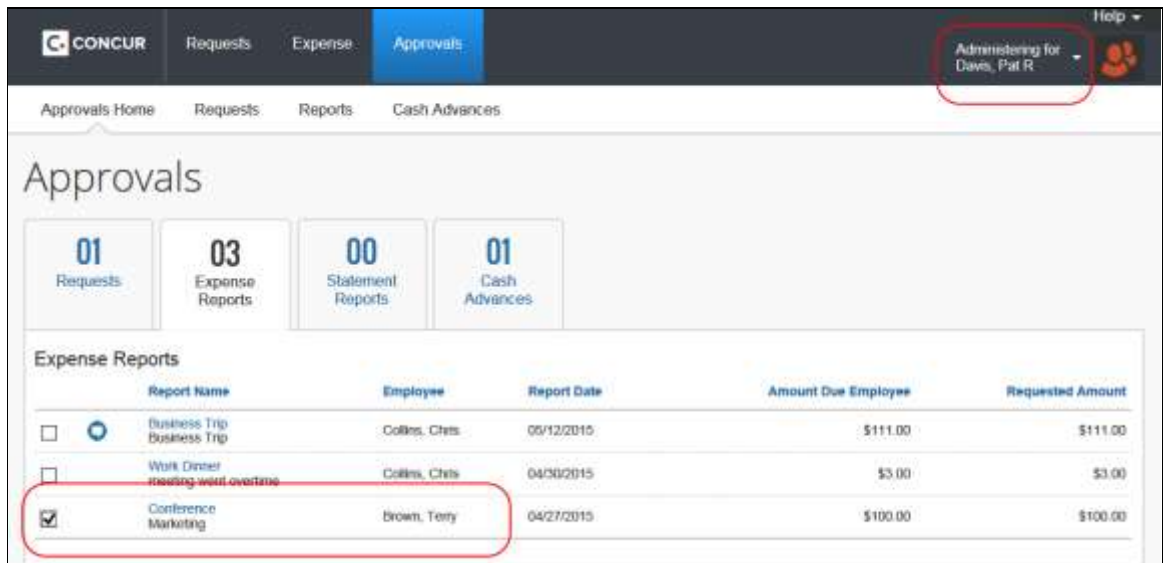 Help
CONCUR Requests Expense Approvals
Administering for
Davis, Pat R
Approvals Home Requests Reports Cash Advances
Approvals
01 03 00 01
Requests Expense Reports Statement Reports Cash Advances
Expense Reports
Report Name Employee Report Date Amount Due Employee Requested Amount
Business Trip Collins, Chris 05/12/2015 $111.00 $111.00
Business Trip
Work Dinner Collins, Chris 04/30/2015 $3.00 $3.00
meeting went overtime
Conference Brown, Terry 04/27/2015 $100.00 $100.00
Marketing